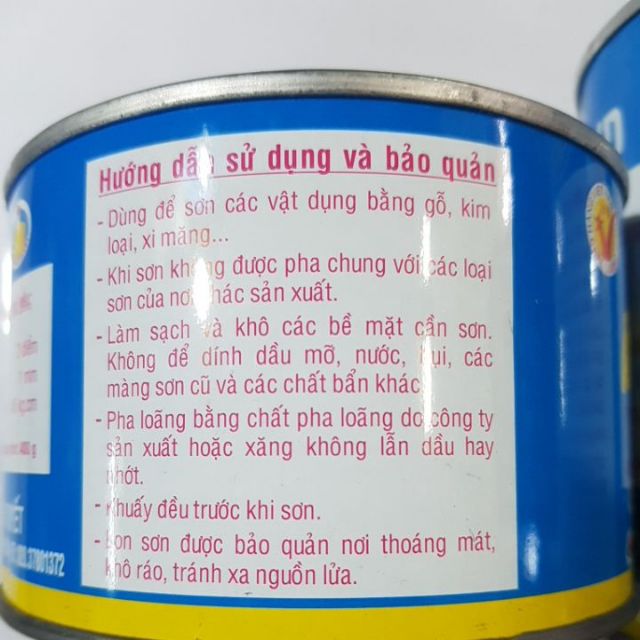 Hướng dẫn sử dụng và bảo quản
- Dùng để sơn các vật dụng bằng gỗ, kim
loại, xi măng...
- Khi sơn không được pha chung với các loại
sơn của nơi khác sản xuất.
- Làm sạch và khô các bề mặt cần sơn.
Không để dính dầu mỡ, nước, bụi, các
màng sơn cũ và các chất bẩn khác
- Pha loãng bằng chất pha loãng do công ty
sản xuất hoặc xăng không lẫn dầu hay
nhớt.
- Khuấy đều trước khi sơn.
- Lon sơn được bảo quản nơi thoáng mát,
khô ráo, tránh xa nguồn lửa.
37801372